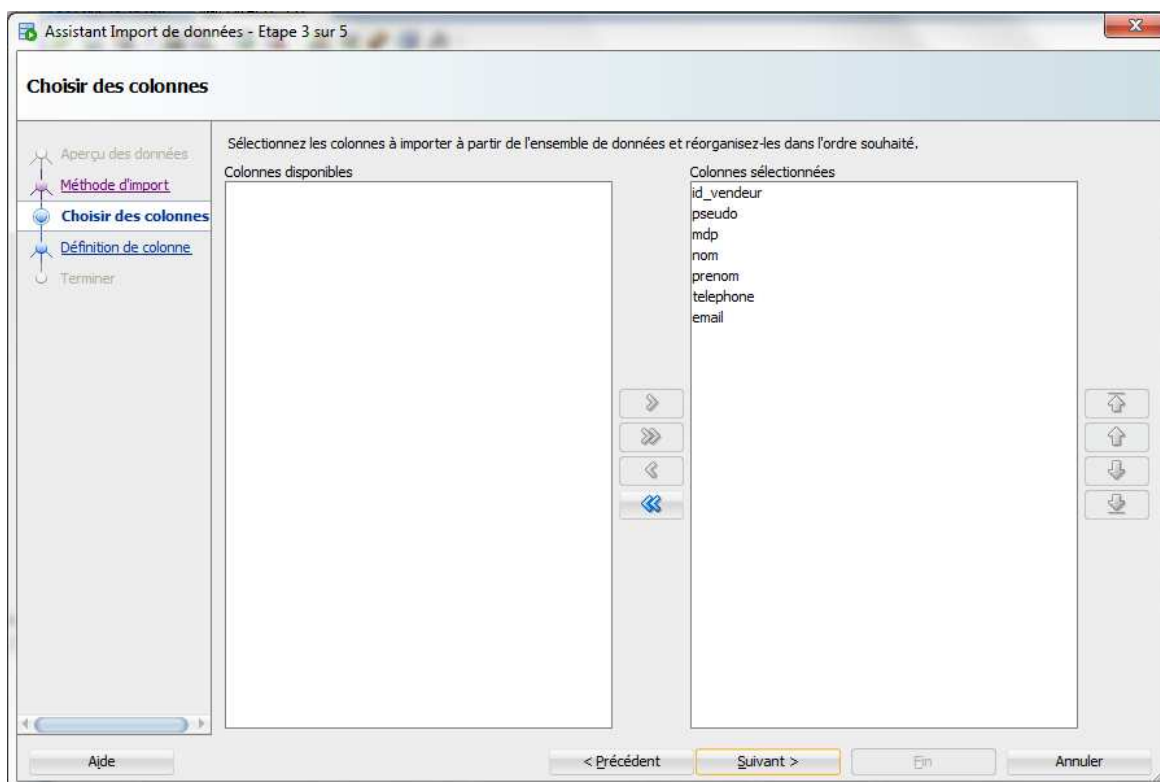 Assistant Import de données - Etape 3 sur 5
Choisir des colonnes
Aperçu des données
Méthode d'import
Choisir des colonnes
Définition de colonne
Terminer
Sélectionnez les colonnes à importer à partir de l'ensemble de données et réorganisez-les dans l'ordre souhaité.
Colonnes disponibles
Colonnes sélectionnées
id_vendeur
pseudo
mdp
nom
prenom
telephone
email
Aide
< Précédent
Suivant >
Fin
Annuler